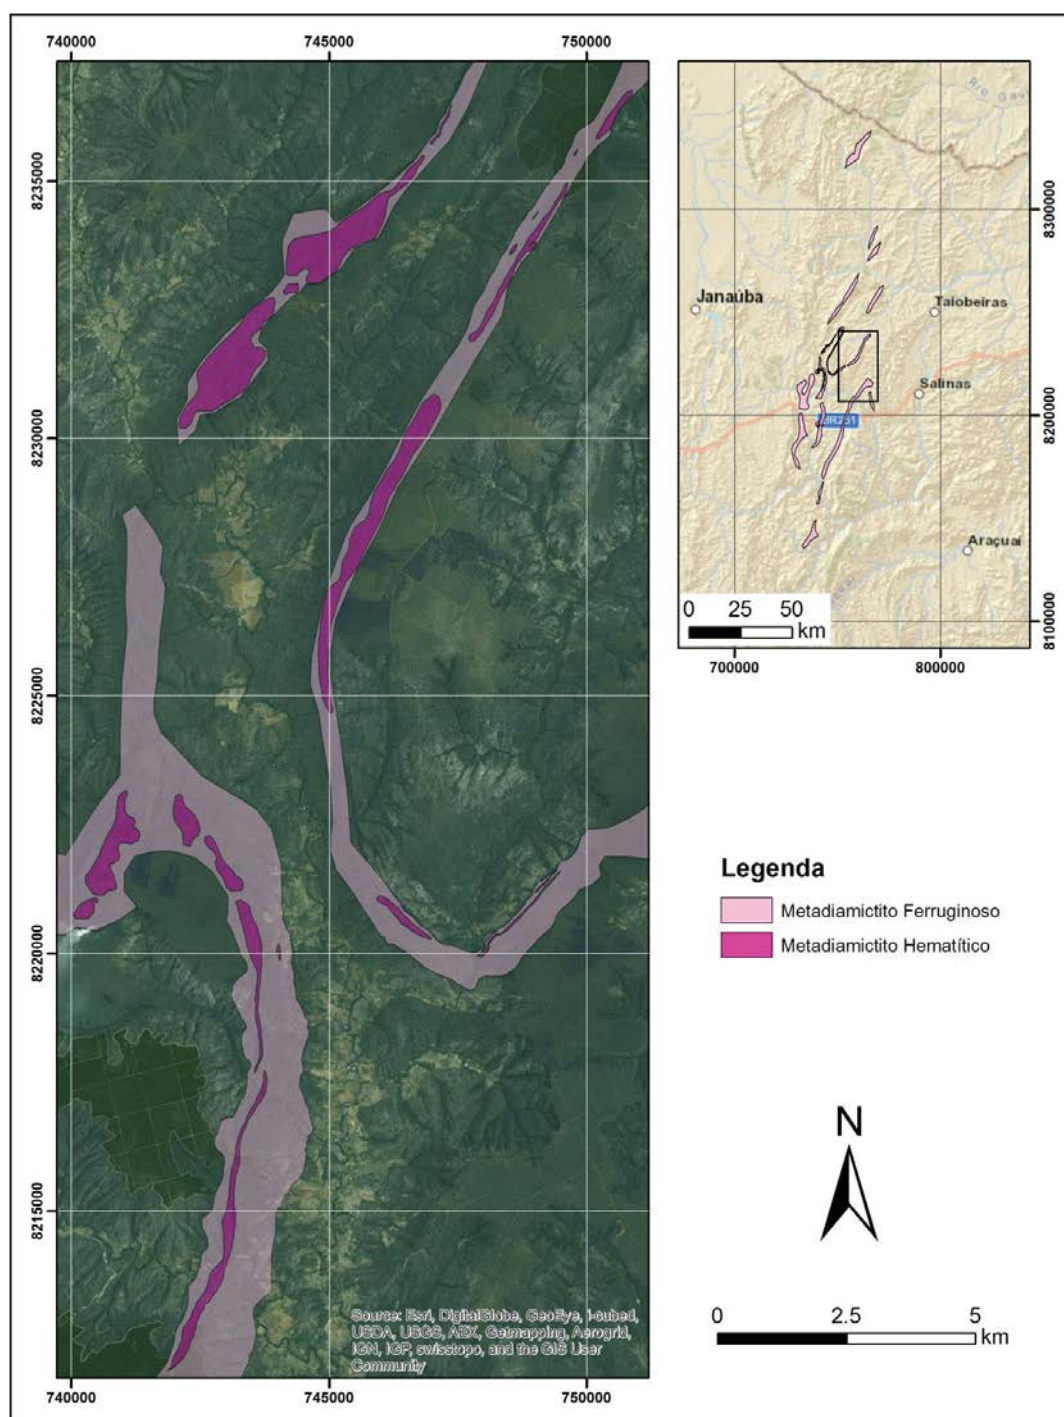 740000
745000
750000
8235000
8230000
8225000
8220000
8215000
740000
745000
750000
Source: Esri, DigitalGlobe, GeoEye, i-cubed,
USDA, USGS, AEX, Getmapping, Aerogrid,
IGN, IGP, swisstopo, and the GIS User
Community
Janaúba
Taiobeiras
Salinas
BR251
Araçuaí
8300000
8200000
8100000
0 25 50
km
700000
800000
Legenda
Metadiamictito Ferruginoso
Metadiamictito Hematítico
N
0 2.5 5
km